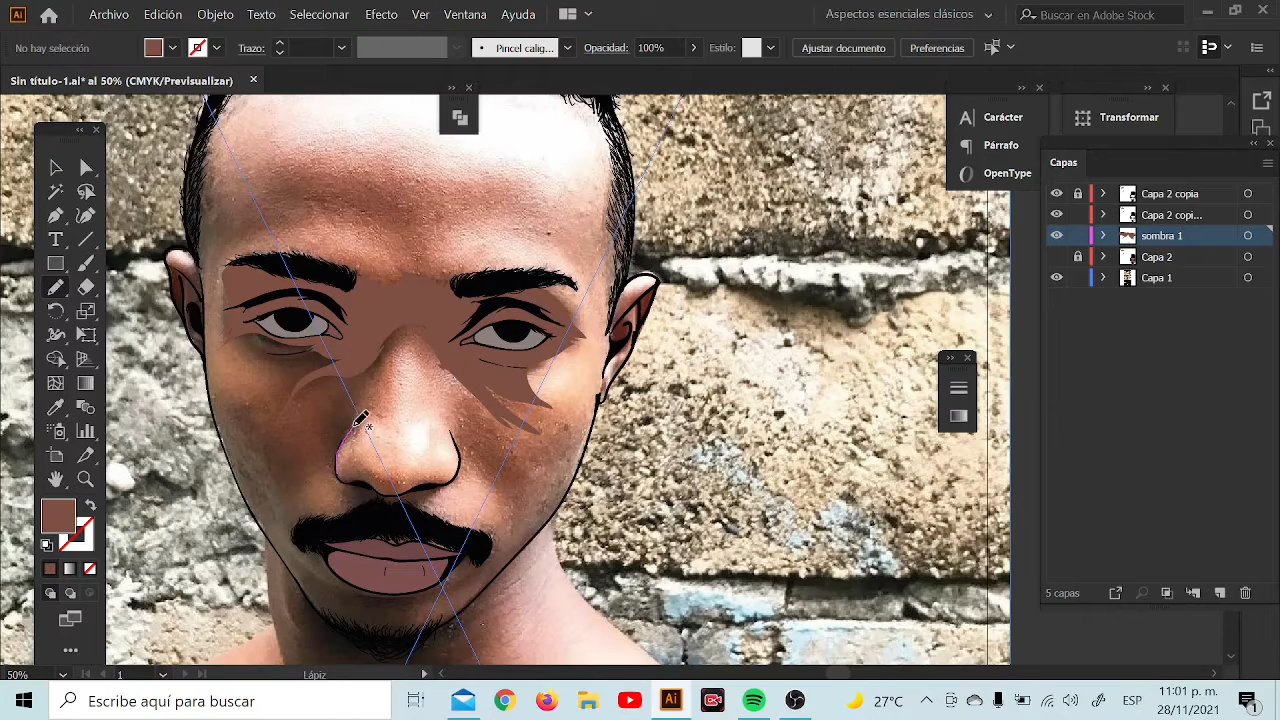 Ai Archivo Edición Objeto Texto Seleccionar Efecto Ver Ventana Ayuda Aspectos esenciales clásicos Buscar en Adobe Stock
No hay selección Trazo: Pincel calig... Opacidad: 100% Estilo: Ajustar documento Preferencias
Sin título-1.ai* al 50% (CMYK/Previsualizar)
Carácter
Párrafo
OpenType
Transformar
Capas
Capa 2 copia
Capa 2 copi...
sombra 1
Capa 2
Capa 1
5 capas
50% 1 Lápiz
Escribe aquí para buscar Ai 27°C ESP
28/11/2021 1